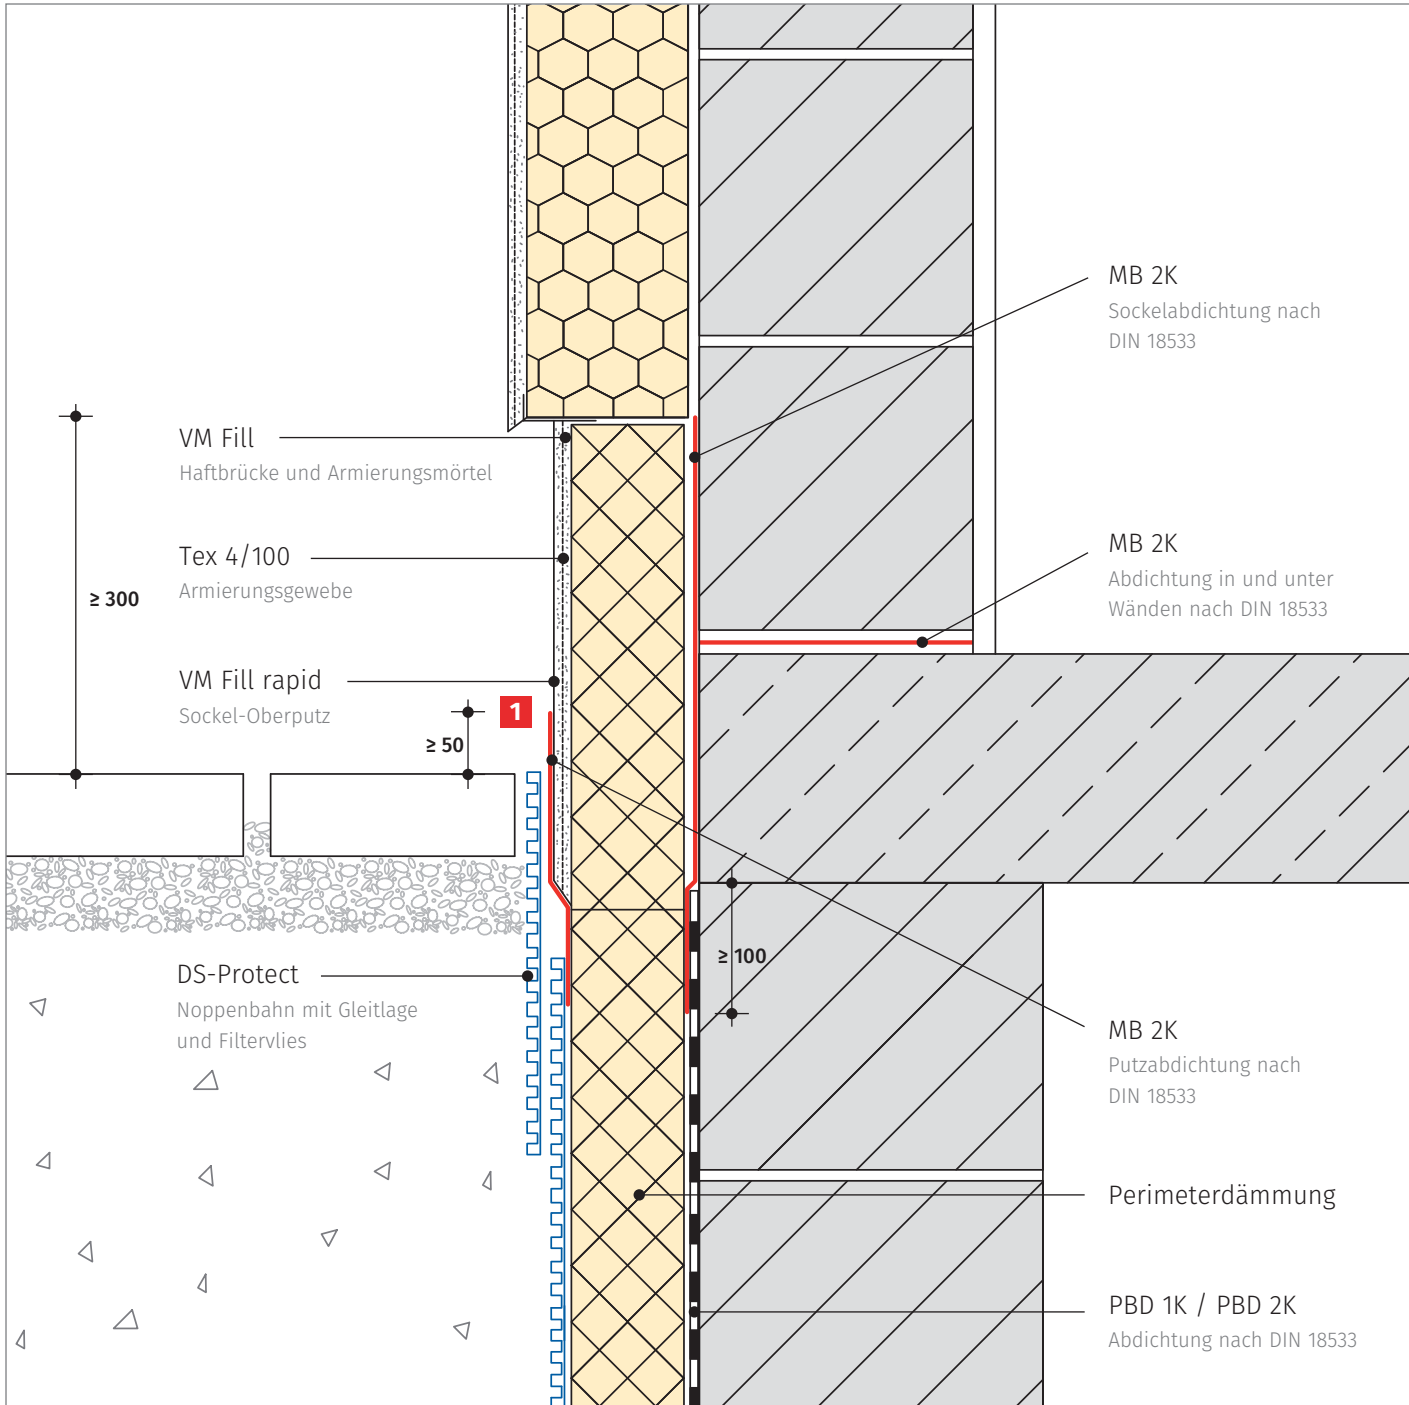 MB 2K
Sockelabdichtung nach
DIN 18533
VM Fill
Haftbrücke und Armierungsmörtel
Tex 4/100
Armierungsgewebe
≥ 300
MB 2K
Abdichtung in und unter
Wänden nach DIN 18533
VM Fill rapid
Sockel-Oberputz
1
≥ 50
≥ 100
DS-Protect
Noppenbahn mit Gleitlage
und Filtervlies
MB 2K
Putzabdichtung nach
DIN 18533
Perimeterdämmung
PBD 1K / PBD 2K
Abdichtung nach DIN 18533